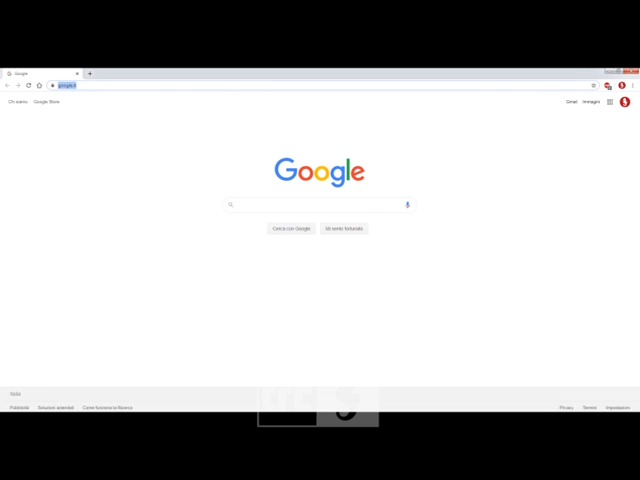 Google
google.it
Chi siamo Google Store
Gmail Immagini
Google
Cerca con Google Mi sento fortunato
Italia
Pubblicità Soluzioni aziendali Come funziona la Ricerca
Privacy Termini Impostazioni